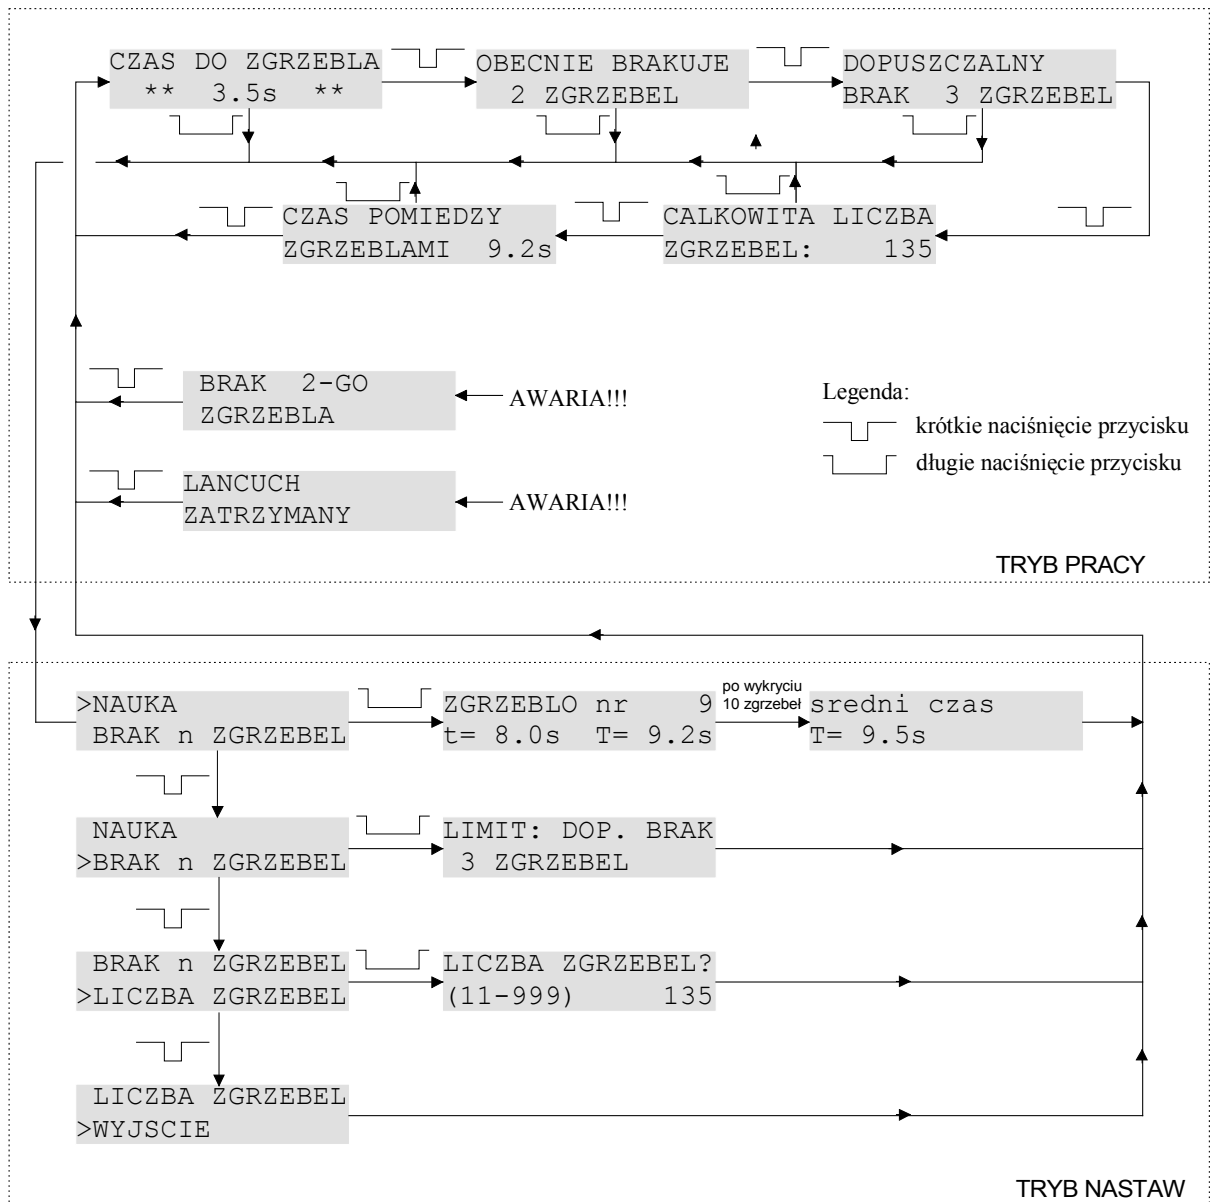 CZAS DO ZGRZEBLA
** 3.5s **
OBECNIE BRAKUJE
2 ZGRZEBEL
DOPUSZCZALNY
BRAK 3 ZGRZEBEL
CZAS POMIEDZY
ZGRZEBLAMI 9.2s
CALKOWITA LICZBA
ZGRZEBEL: 135
BRAK 2-GO
ZGRZEBLA
AWARIA!!!
LANCUCH
ZATRZYMANY
AWARIA!!!
Legenda:
krótkie naciśnięcie przycisku
długie naciśnięcie przycisku
TRYB PRACY
>NAUKA
BRAK n ZGRZEBEL
ZGRZEBLO nr 9
t= 8.0s T= 9.2s
po wykryciu
10 zgrzebeł
sredni czas
T= 9.5s
NAUKA
>BRAK n ZGRZEBEL
LIMIT: DOP. BRAK
3 ZGRZEBEL
BRAK n ZGRZEBEL
>LICZBA ZGRZEBEL
LICZBA ZGRZEBEL?
(11-999) 135
LICZBA ZGRZEBEL
>WYJSCIE
TRYB NASTAW